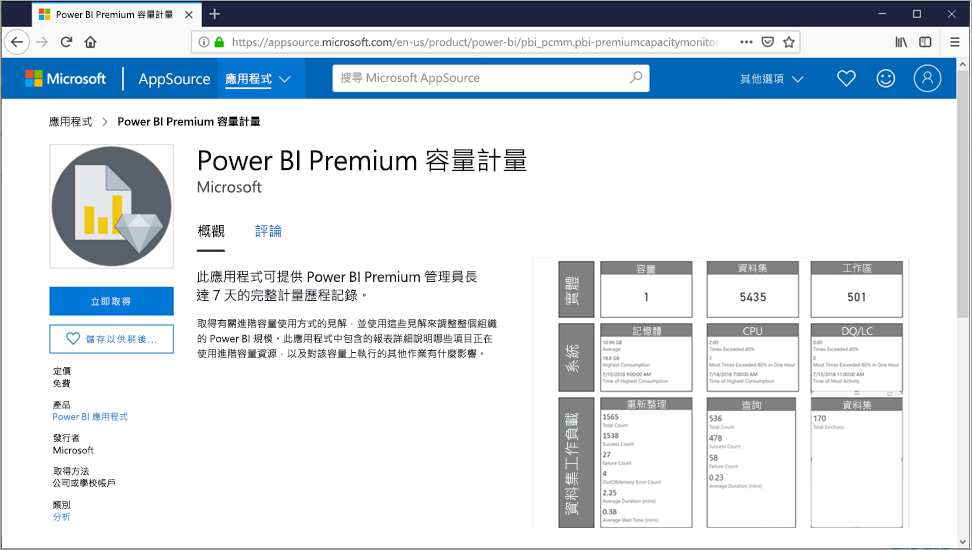 Power BI Premium 容量計量
https://appsource.microsoft.com/en-us/product/power-bi/pbi_pcmm.pbi-premiumcapacitymonitor
Microsoft
AppSource
應用程式
搜尋 Microsoft AppSource
其他選項
應用程式 > Power BI Premium 容量計量
Power BI Premium 容量計量
Microsoft
概觀 評論
此應用程式可提供 Power BI Premium 管理員長
達 7 天的完整計量歷程記錄。
取得有關進階容量使用方式的見解，並使用這些見解來調整整個組織
的 Power BI 規模。此應用程式中包含的報表詳細說明哪些項目正在
使用進階容量資源，以及對該容量上執行的其他作業有什麼影響。
立即取得
儲存以供稍後...
定價
免費
產品
Power BI 應用程式
發行者
Microsoft
取得方法
公司或學校帳戶
類別
分析
實體
容量
1
資料集
5435
工作區
501
系統
記憶體
10.96 GB
Average
18.8 GB
Highest Consumption
7/15/2018 9:00:00 AM
Time of Highest Consumption
CPU
2.00
Times Exceeded 80%
1
Most Times Exceeded 80% in One Hour
7/14/2018 7:00:00 AM
Time of Highest Consumption
DQ/LC
0.00
Times Exceeded 80%
0
Most Times Exceeded 80% in One Hour
7/13/2018 11:00:00 AM
Time of Most Activity
資料集工作負載
重新整理
1565
Total Count
1538
Success Count
27
Failure Count
4
OutOfMemory Error Count
2.25
Average Duration (mins)
0.38
Average Wait Time (mins)
查詢
536
Total Count
478
Success Count
58
Failure Count
0.23
Average Duration (mins)
資料集
170
Total Evictions